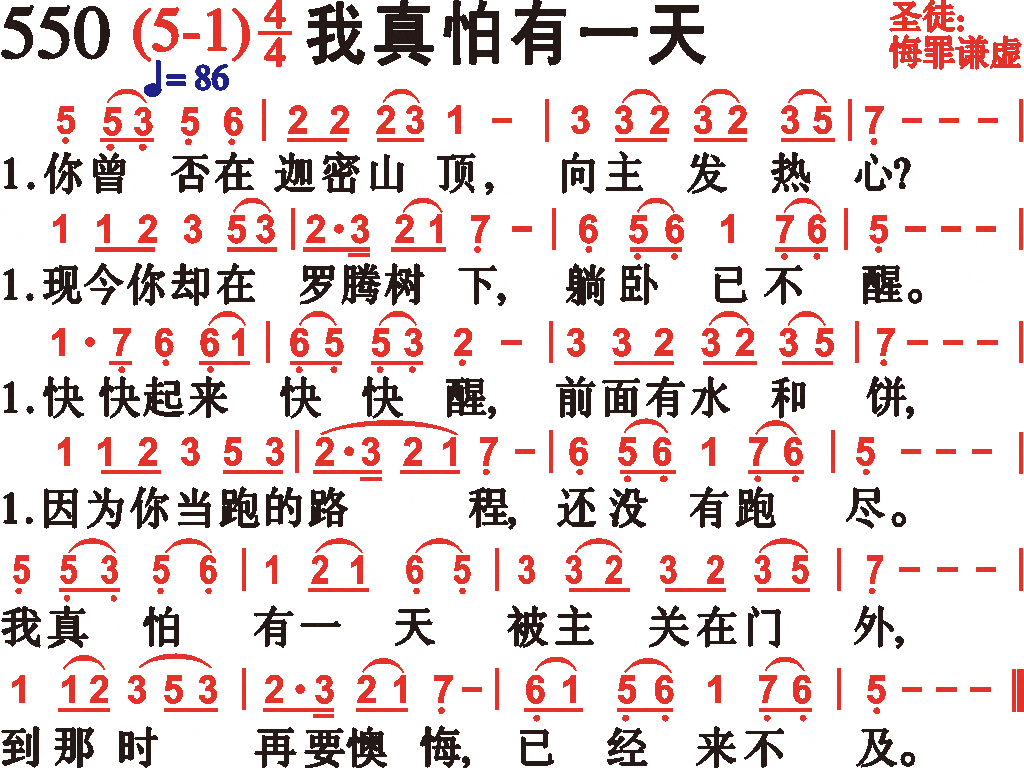 550 (5-1) 4/4 我真怕有一天 圣徒:
♩= 86 悔罪谦虚
5 5 3 5 6 | 2 2 2 3 1 – | 3 3 2 3 2 3 5 | 7 – – – |
1.你曾 否在 迦密山 顶, 向主 发 热 心?
1 1 2 3 5 3 | 2·3 2 1 7 – | 6 5 6 1 7 6 | 5 – – – |
1.现今你却在 罗腾树 下, 躺卧 已不 醒。
1·7 6 6 1 | 6 5 5 3 2 – | 3 3 2 3 2 3 5 | 7 – – – |
1.快快起来 快 快 醒, 前面有水 和 饼,
1 1 2 3 5 3 | 2·3 2 1 7 – | 6 5 6 1 7 6 | 5 – – – |
1.因为你当跑的路 程, 还没 有跑 尽。
5 5 3 5 6 | 1 2 1 6 5 | 3 3 2 3 2 3 5 | 7 – – – |
我真 怕 有一 天 被主 关在门 外,
1 1 2 3 5 3 | 2·3 2 1 7 – | 6 1 5 6 1 7 6 | 5 – – – ‖
到那 时 再要懊 悔, 已 经 来不 及。